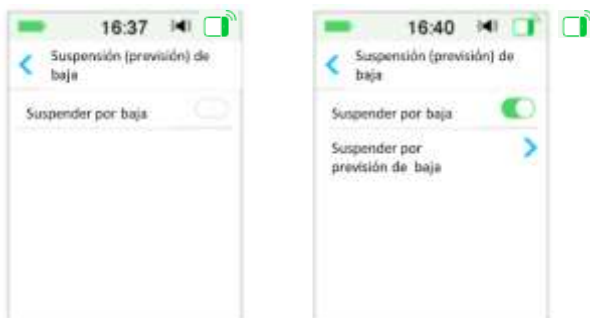 16:37
Suspensión (previsión) de
baja
Suspender por baja
16:40
Suspensión (previsión) de
baja
Suspender por baja
Suspender por
previsión de baja